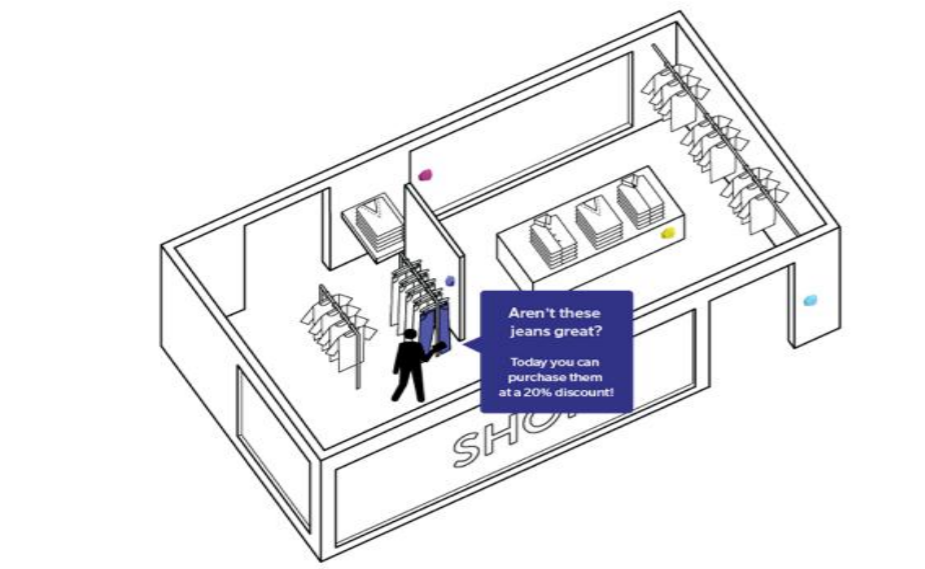 Aren't these
jeans great?
Today you can
purchase them
at a 20% discount!